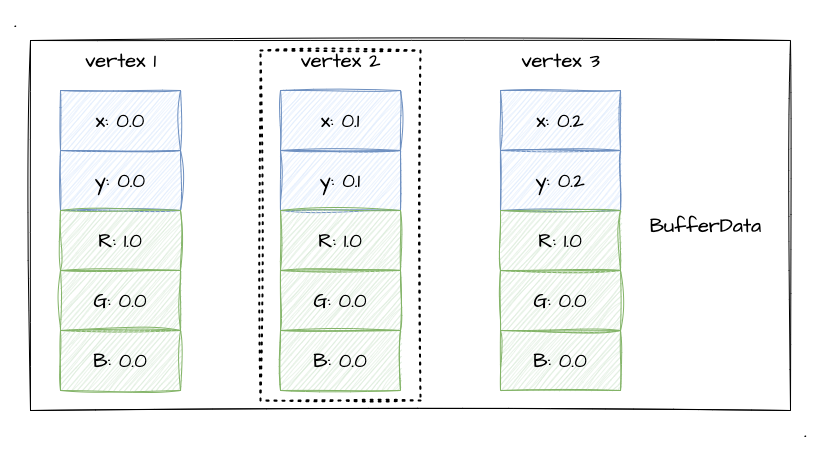 vertex 1
x: 0.0
y: 0.0
R: 1.0
G: 0.0
B: 0.0
vertex 2
x: 0.1
y: 0.1
R: 1.0
G: 0.0
B: 0.0
vertex 3
x: 0.2
y: 0.2
R: 1.0
G: 0.0
B: 0.0
BufferData